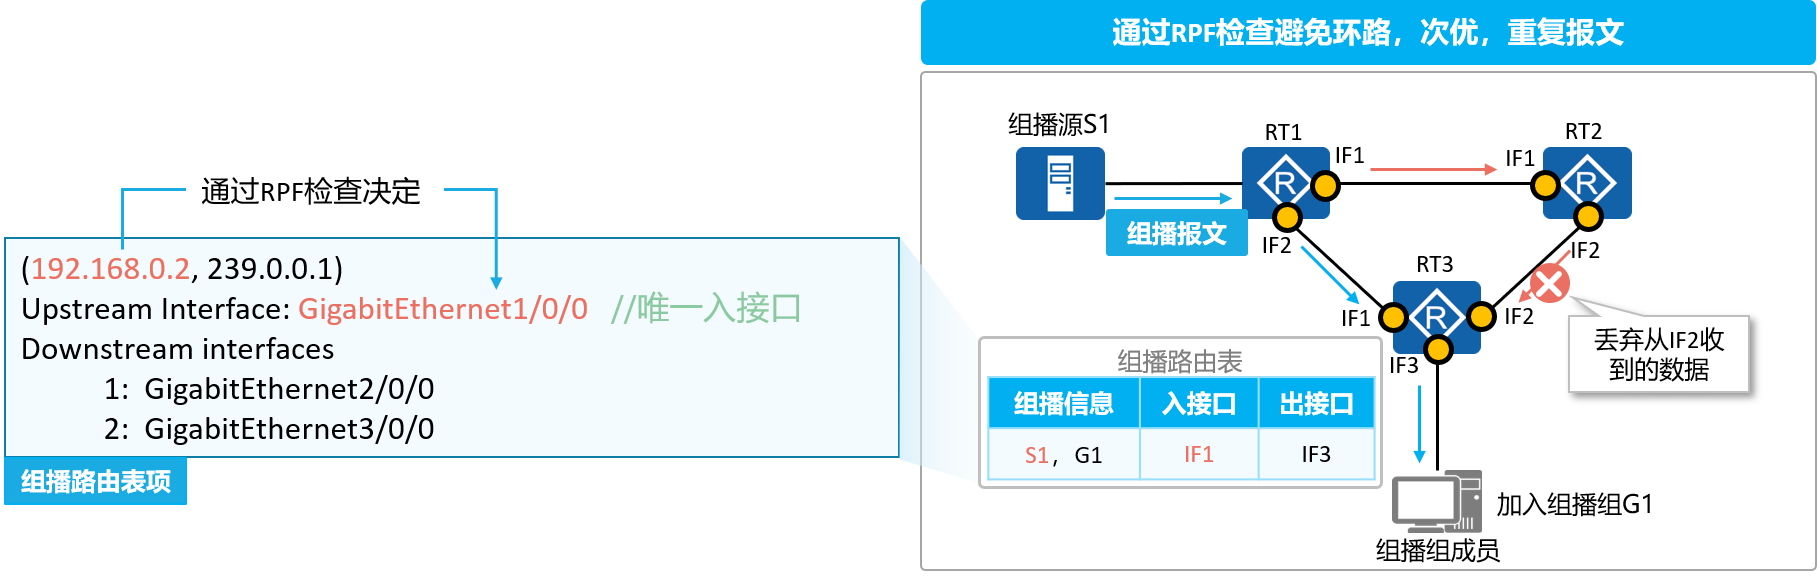 通过RPF检查避免环路，次优，重复报文
通过RPF检查决定
(192.168.0.2, 239.0.0.1)
Upstream Interface: GigabitEthernet1/0/0 //唯一入接口
Downstream interfaces
1: GigabitEthernet2/0/0
2: GigabitEthernet3/0/0
组播路由表项
组播源S1
RT1
RT2
IF1
IF1
R
R
组播报文
IF2
IF2
RT3
R
IF1
IF2
IF3
丢弃从IF2收
到的数据
组播路由表
组播信息 入接口 出接口
S1，G1 IF1 IF3
加入组播组G1
组播组成员